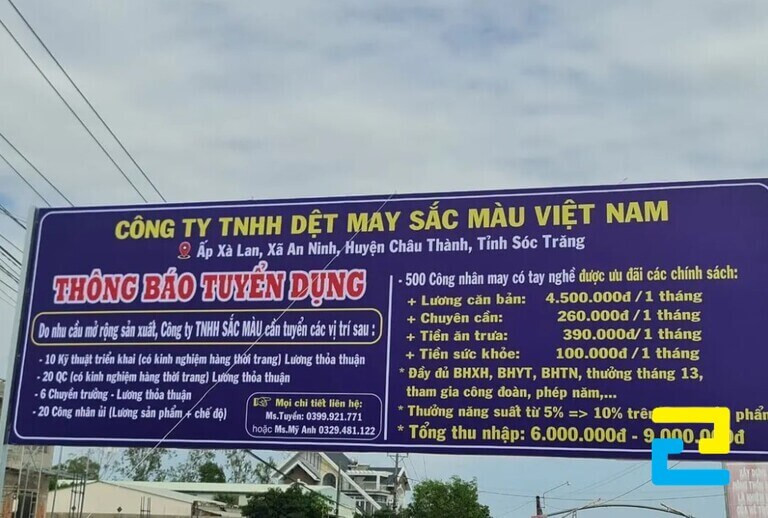 CÔNG TY TNHH DỆT MAY SẮC MÀU VIỆT NAM
Ấp Xà Lan, Xã An Ninh, Huyện Châu Thành, Tỉnh Sóc Trăng
THÔNG BÁO TUYỂN DỤNG
Do nhu cầu mở rộng sản xuất, Công ty TNHH SẮC MÀU cần tuyển các vị trí sau :
- 10 Kỹ thuật triển khai (có kinh nghiệm hàng thời trang) Lương thỏa thuận
- 20 QC (có kinh nghiệm hàng thời trang) Lương thỏa thuận
- 6 Chuyền trưởng - Lương thỏa thuận
- 20 Công nhân ủi (Lương sản phẩm + chế độ)
Mọi chi tiết liên hệ:
Ms.Tuyền: 0399.921.771
hoặc Ms.Mỹ Anh 0329.481.122
- 500 Công nhân may có tay nghề được ưu đãi các chính sách:
+ Lương căn bản: 4.500.000đ / 1 tháng
+ Chuyên cần: 260.000đ / 1 tháng
+ Tiền ăn trưa: 390.000đ/ 1 tháng
+ Tiền sức khỏe: 100.000đ / 1 tháng
* Đầy đủ BHXH, BHYT, BHTN, thưởng tháng 13,
tham gia công đoàn, phép năm,...
* Thưởng năng suất từ 5% => 10% trên phẩm
* Tổng thu nhập: 6.000.000đ - 9.000.000đ